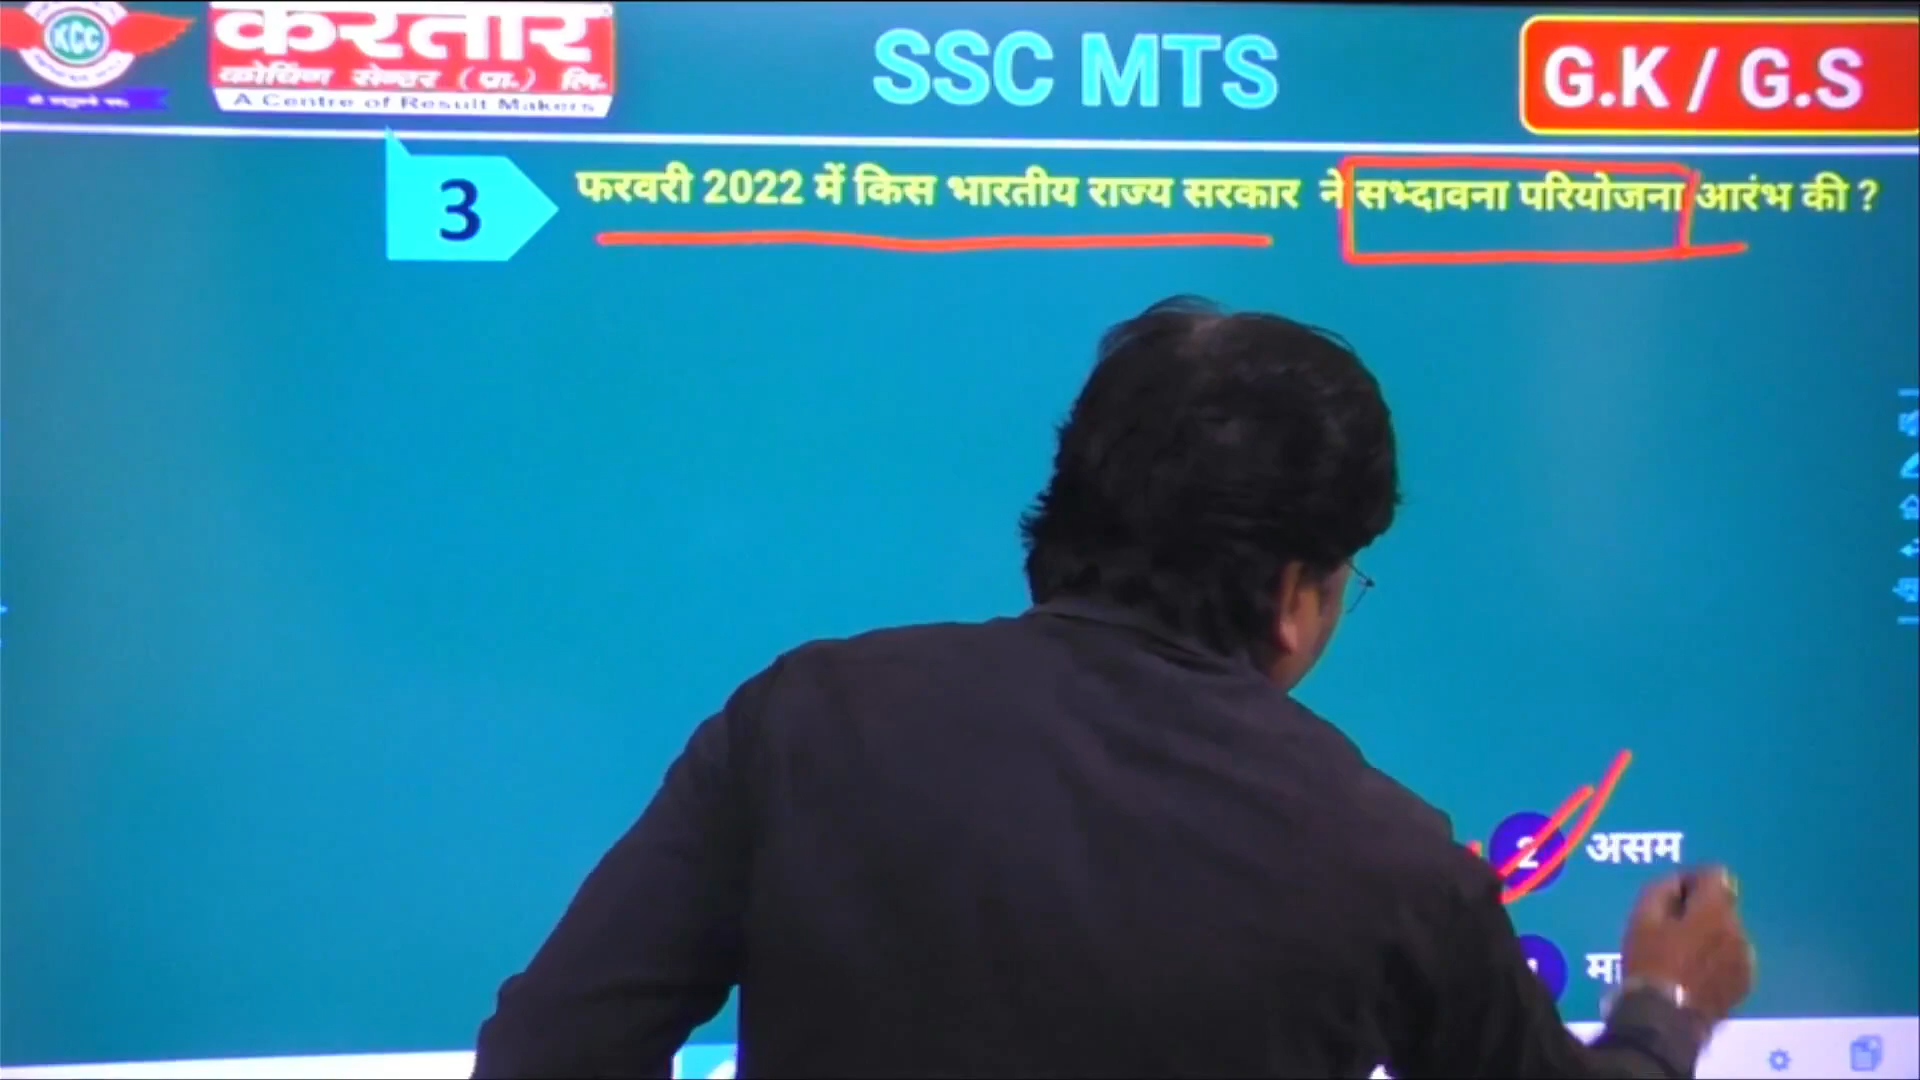 KCC
करतार
कोचिंग सेन्टर (प्रा.) लि.
A Centre of Result Makers
SSC MTS
G.K / G.S
3
फरवरी 2022 में किस भारतीय राज्य सरकार ने सभ्दावना परियोजना आरंभ की ?
2 असम